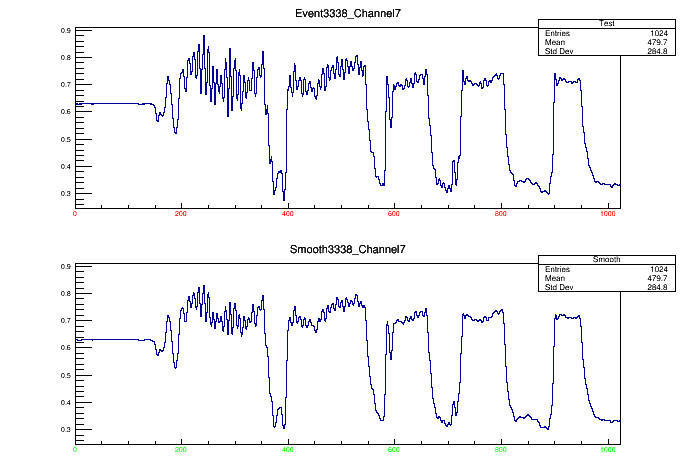 Event3338_Channel7
Test
Entries 1024
Mean 479.7
Std Dev 284.8
0.9
0.8
0.7
0.6
0.5
0.4
0.3
0 200 400 600 800 1000
Smooth3338_Channel7
Smooth
Entries 1024
Mean 479.7
Std Dev 284.8
0.9
0.8
0.7
0.6
0.5
0.4
0.3
0 200 400 600 800 1000